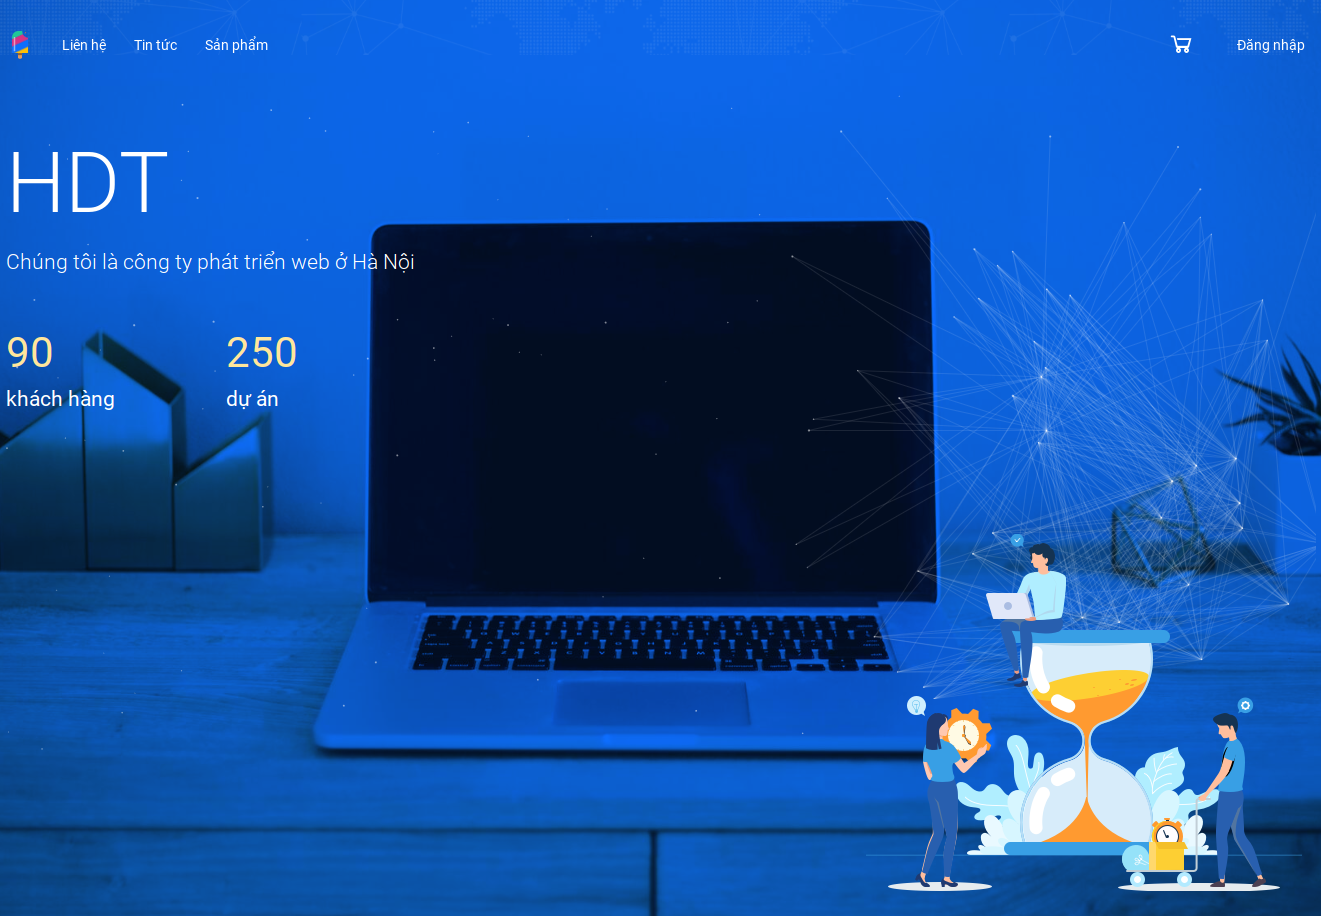 Liên hệ Tin tức Sản phẩm Đăng nhập
HDT
Chúng tôi là công ty phát triển web ở Hà Nội
90 250
khách hàng dự án